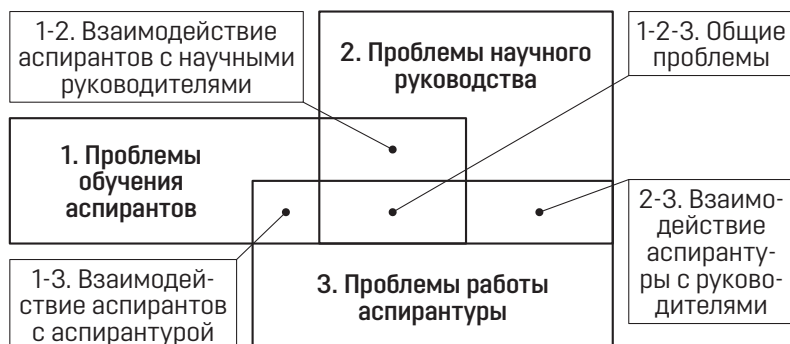 1-2. Взаимодействие
аспирантов с научными
руководителями
2. Проблемы научного
руководства
1-2-3. Общие
проблемы
1. Проблемы
обучения
аспирантов
2-3. Взаимо-
действие
аспиранту-
ры с руково-
дителями
1-3. Взаимодей-
ствие аспирантов
с аспирантурой
3. Проблемы работы
аспирантуры